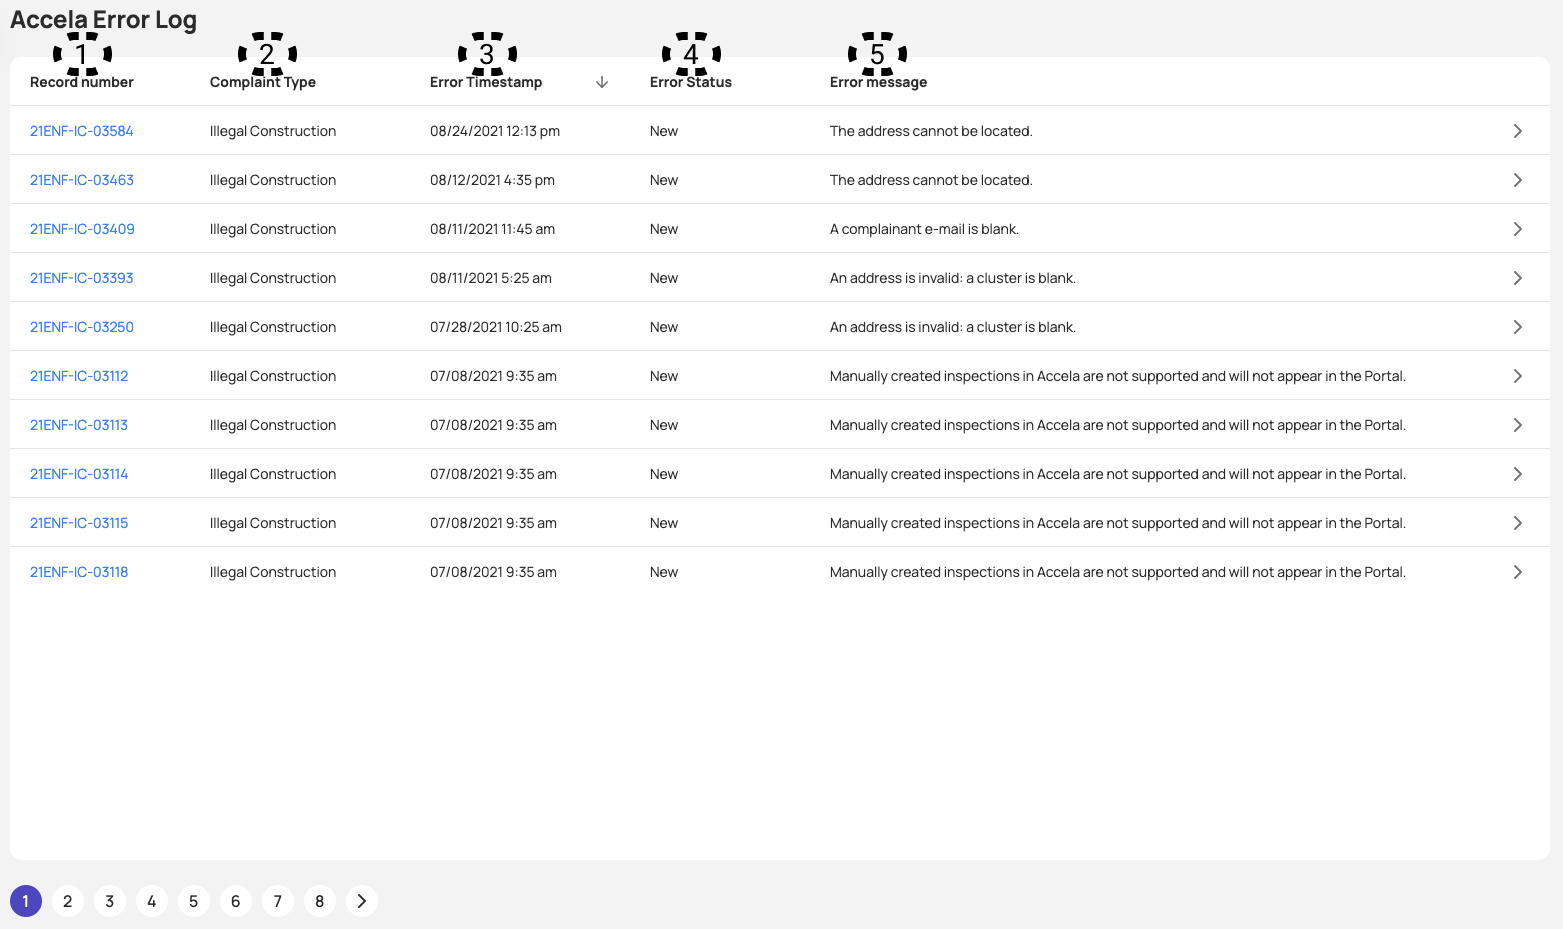 Accela Error Log
1 2 3 4 5
Record number Complaint Type Error Timestamp Error Status Error message
21ENF-IC-03584 Illegal Construction 08/24/2021 12:13 pm New The address cannot be located.
21ENF-IC-03463 Illegal Construction 08/12/2021 4:35 pm New The address cannot be located.
21ENF-IC-03409 Illegal Construction 08/11/2021 11:45 am New A complainant e-mail is blank.
21ENF-IC-03393 Illegal Construction 08/11/2021 5:25 am New An address is invalid: a cluster is blank.
21ENF-IC-03250 Illegal Construction 07/28/2021 10:25 am New An address is invalid: a cluster is blank.
21ENF-IC-03112 Illegal Construction 07/08/2021 9:35 am New Manually created inspections in Accela are not supported and will not appear in the Portal.
21ENF-IC-03113 Illegal Construction 07/08/2021 9:35 am New Manually created inspections in Accela are not supported and will not appear in the Portal.
21ENF-IC-03114 Illegal Construction 07/08/2021 9:35 am New Manually created inspections in Accela are not supported and will not appear in the Portal.
21ENF-IC-03115 Illegal Construction 07/08/2021 9:35 am New Manually created inspections in Accela are not supported and will not appear in the Portal.
21ENF-IC-03118 Illegal Construction 07/08/2021 9:35 am New Manually created inspections in Accela are not supported and will not appear in the Portal.
1 2 3 4 5 6 7 8